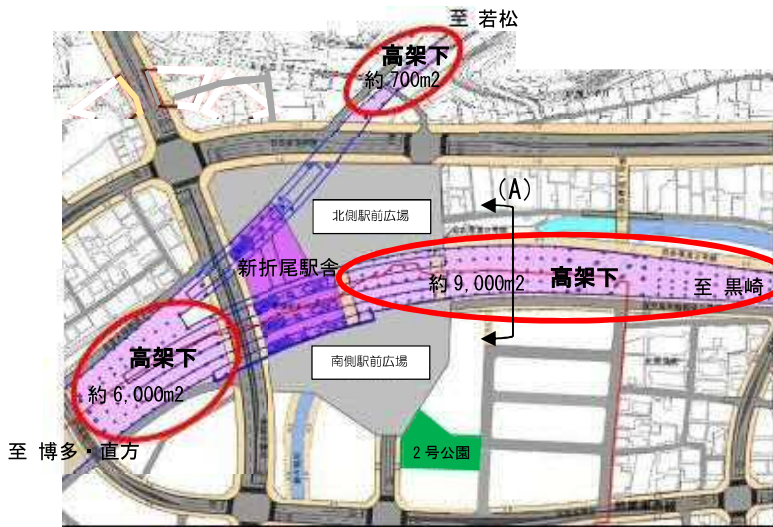 至 若松
高架下
約 700m2
(A)
北側駅前広場
新折尾駅舎
約 9,000m2
高架下
至 黒崎
高架下
約 6,000m2
南側駅前広場
至 博多・直方
2号公園